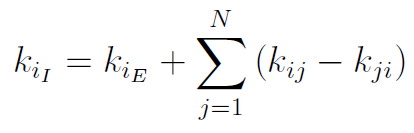 $k_{i_I} = k_{i_E} + \sum_{j=1}^{N} (k_{ij} - k_{ji})$